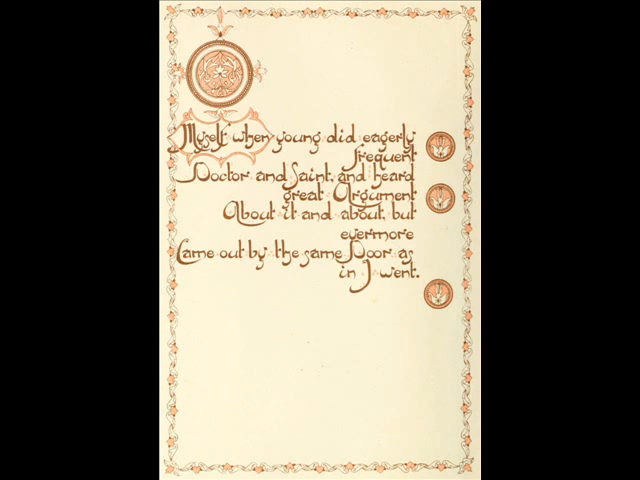 Myself when young did eagerly
frequent
Doctor and Saint, and heard
great Argument
About it and about, but
evermore
Came out by the same Door as
in I went.